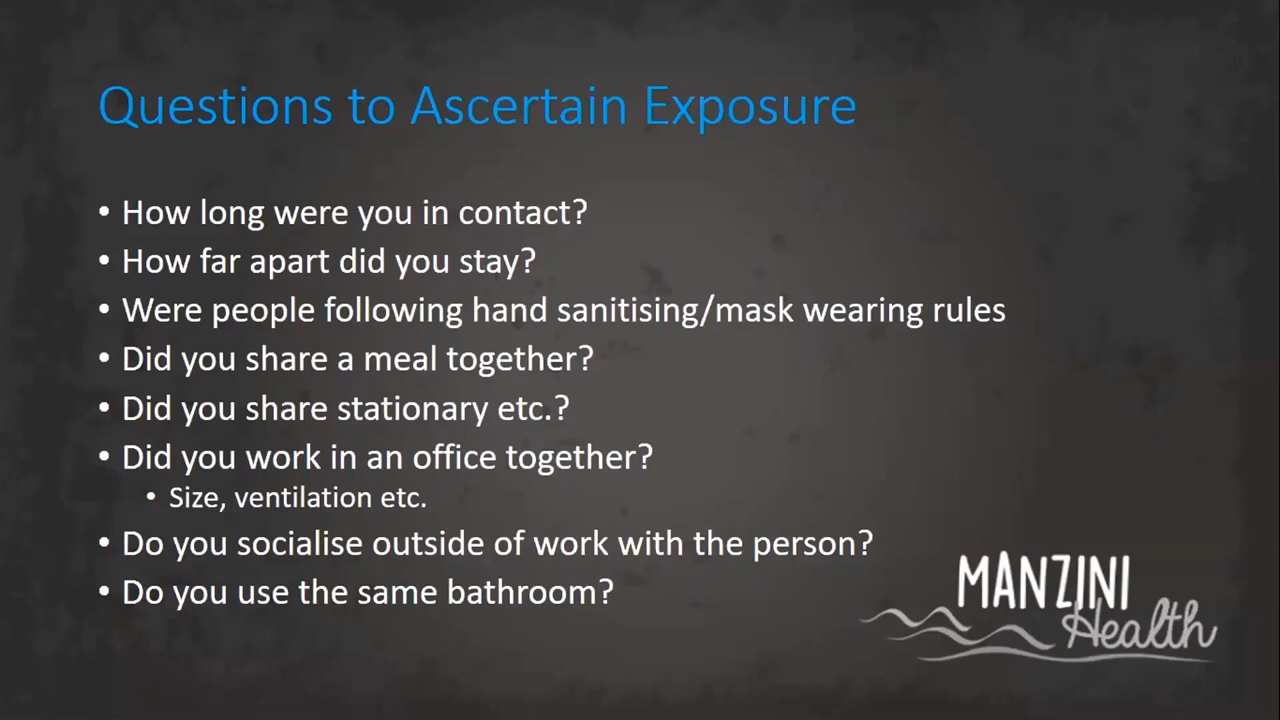 Questions to Ascertain Exposure
• How long were you in contact?
• How far apart did you stay?
• Were people following hand sanitising/mask wearing rules
• Did you share a meal together?
• Did you share stationary etc.?
• Did you work in an office together?
• Size, ventilation etc.
• Do you socialise outside of work with the person?
• Do you use the same bathroom?
MANZINI
Health